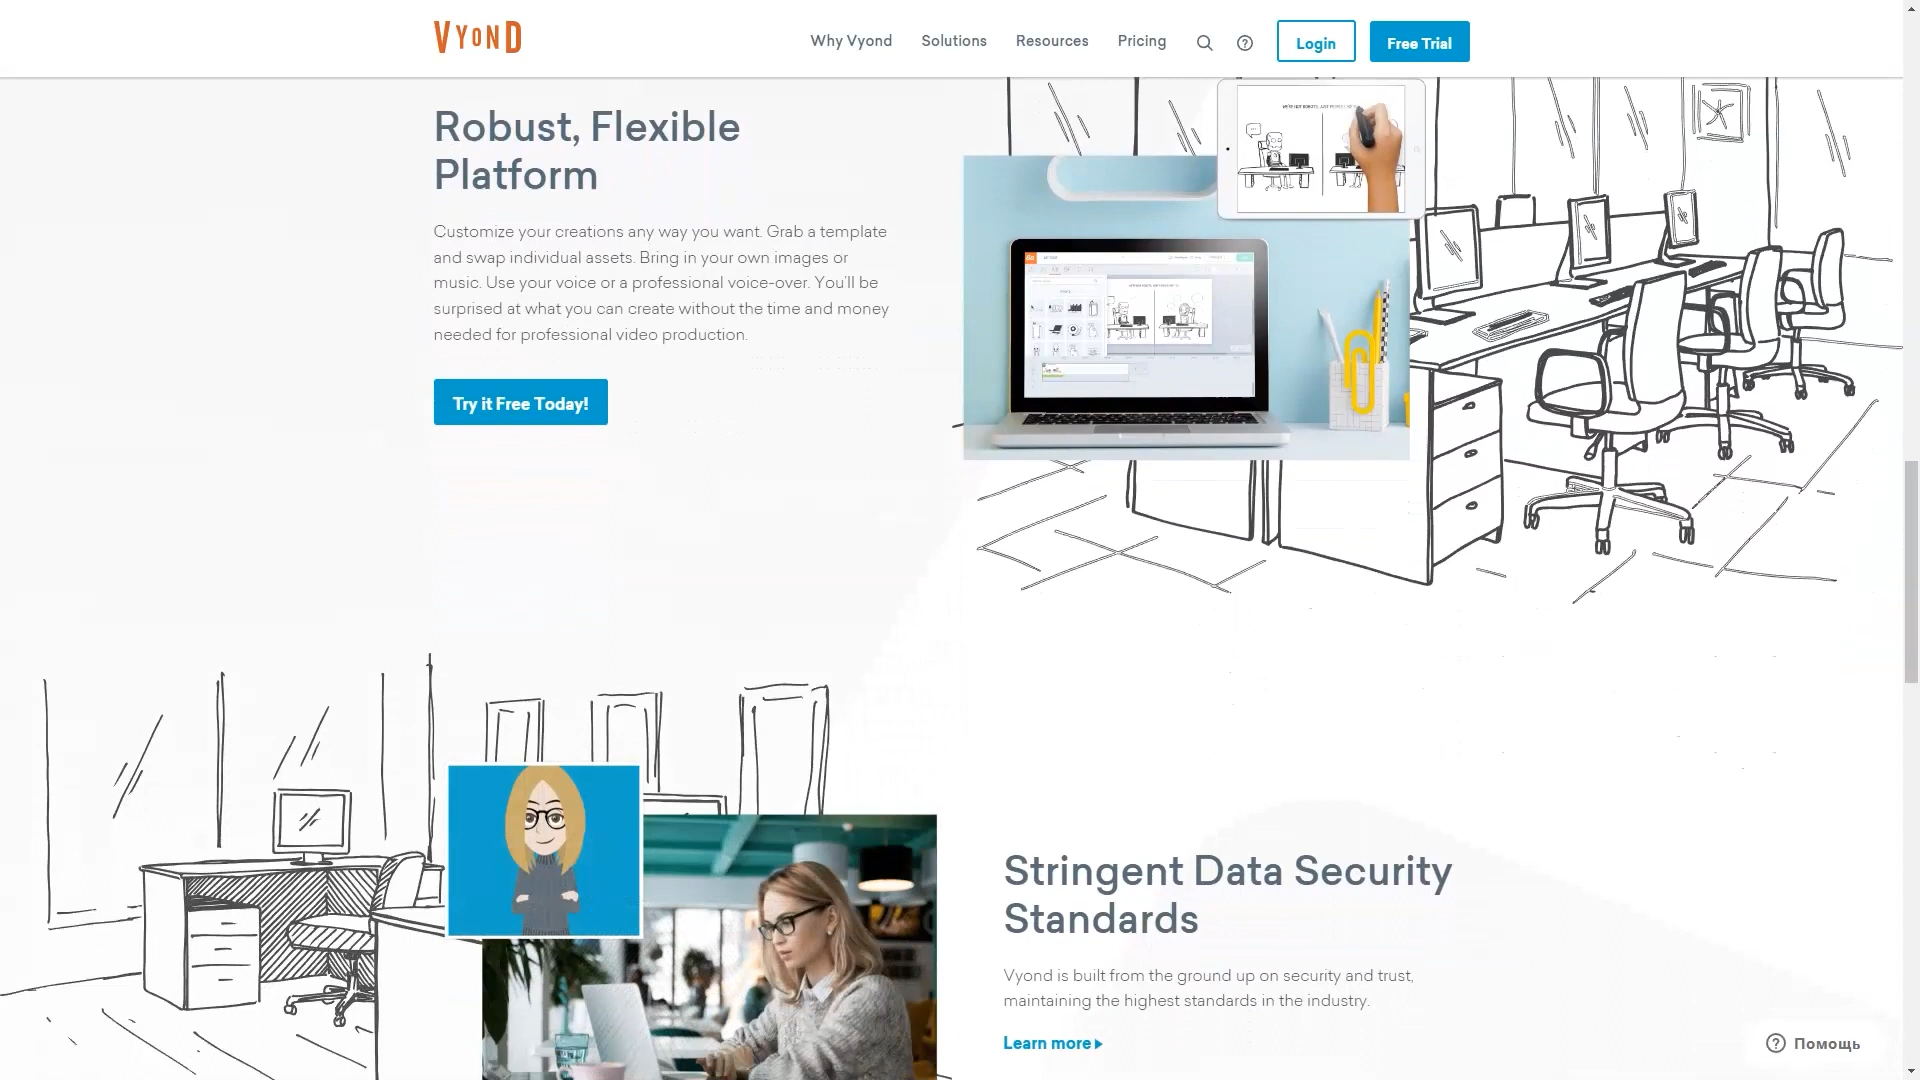 VYOND
Why Vyond
Solutions
Resources
Pricing
Login
Free Trial
Robust, Flexible
Platform
Customize your creations any way you want. Grab a template
and swap individual assets. Bring in your own images or
music. Use your voice or a professional voice-over. You'll be
surprised at what you can create without the time and money
needed for professional video production.
Try it Free Today!
Stringent Data Security
Standards
Vyond is built from the ground up on security and trust,
maintaining the highest standards in the industry.
Learn more
Помощь